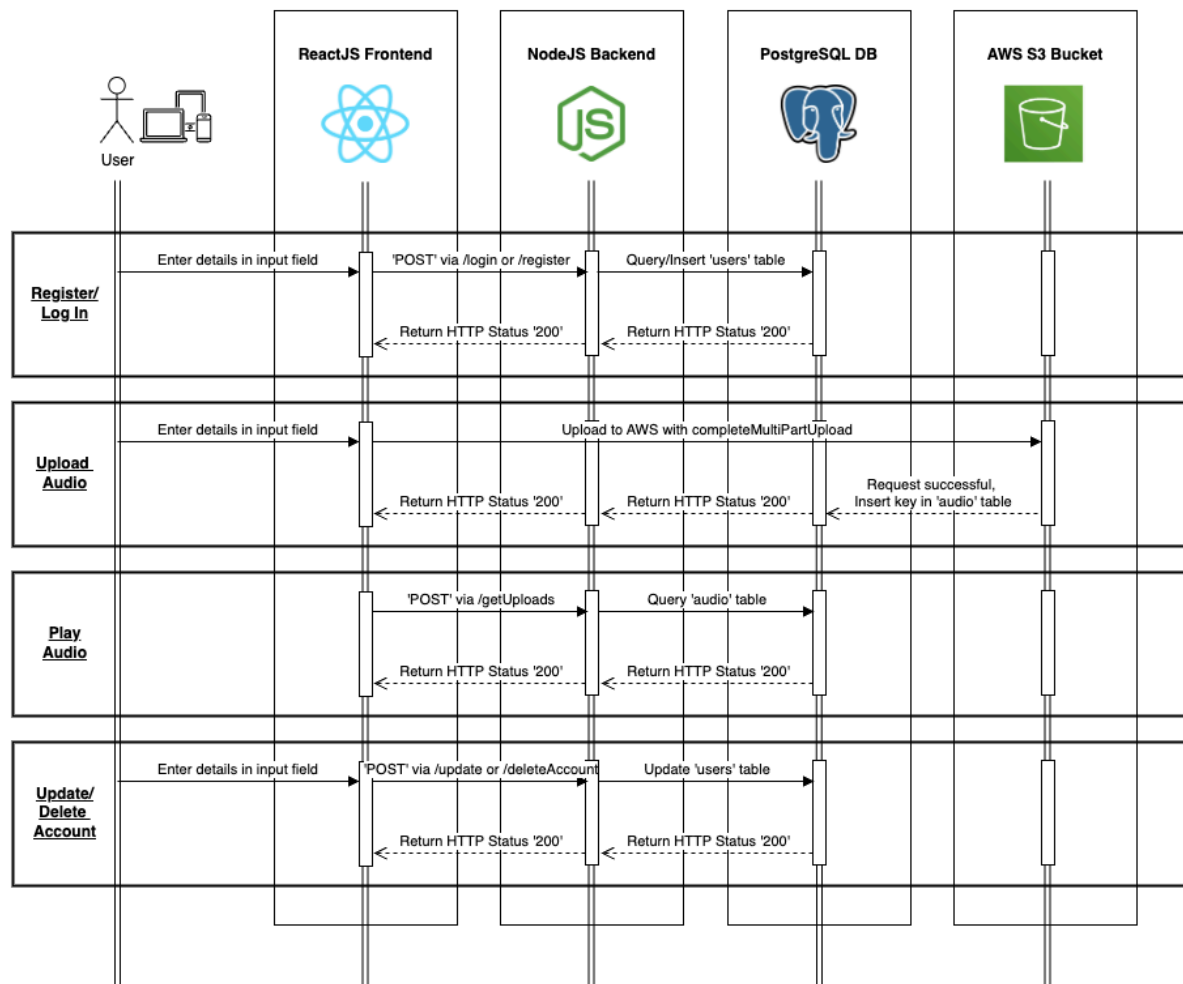 ReactJS Frontend
NodeJS Backend
PostgreSQL DB
AWS S3 Bucket
JS
User
Register/
Log In
Enter details in input field
'POST' via /login or /register
Query/Insert 'users' table
Return HTTP Status '200'
Return HTTP Status '200'
Upload
Audio
Enter details in input field
Upload to AWS with completeMultiPartUpload
Request successful,
Insert key in 'audio' table
Return HTTP Status '200'
Return HTTP Status '200'
Play
Audio
'POST' via /getUploads
Query 'audio' table
Return HTTP Status '200'
Return HTTP Status '200'
Update/
Delete
Account
Enter details in input field
'POST' via /update or /deleteAccount
Update 'users' table
Return HTTP Status '200'
Return HTTP Status '200'